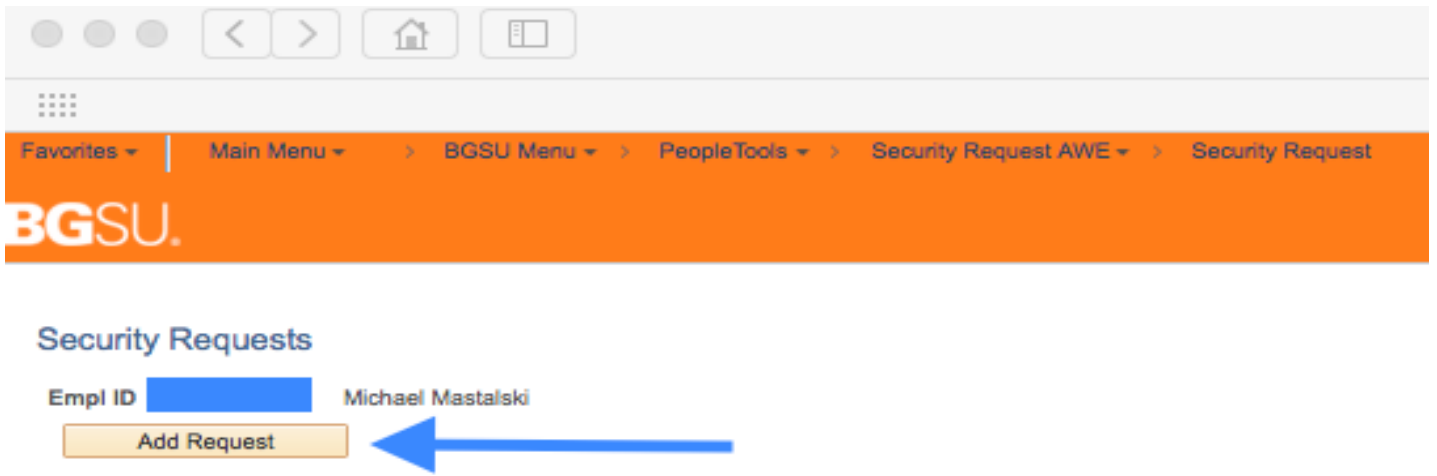 Favorites Main Menu > BGSU Menu > PeopleTools > Security Request AWE > Security Request
BGSU.
Security Requests
Empl ID Michael Mastalski
Add Request